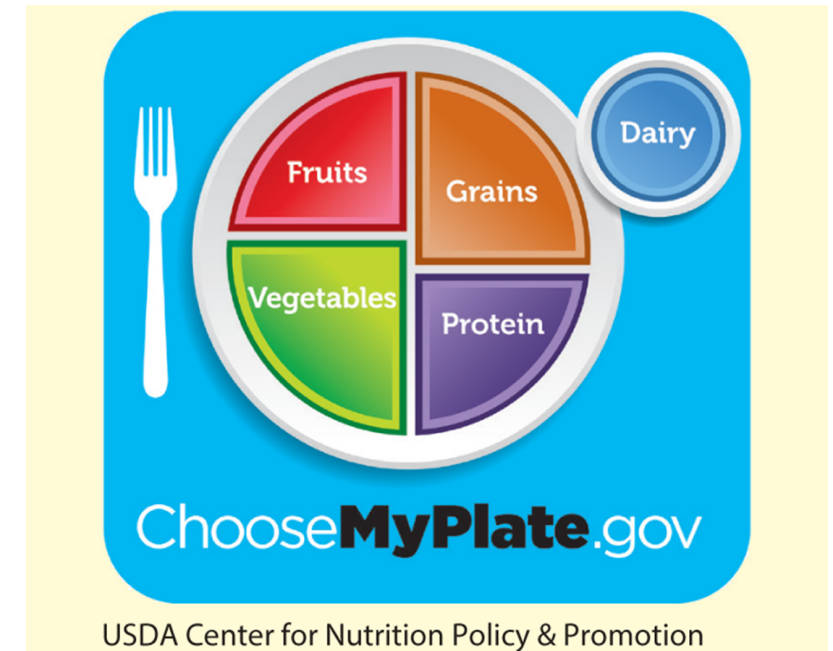 Fruits
Grains
Dairy
Vegetables
Protein
ChooseMyPlate.gov
USDA Center for Nutrition Policy & Promotion